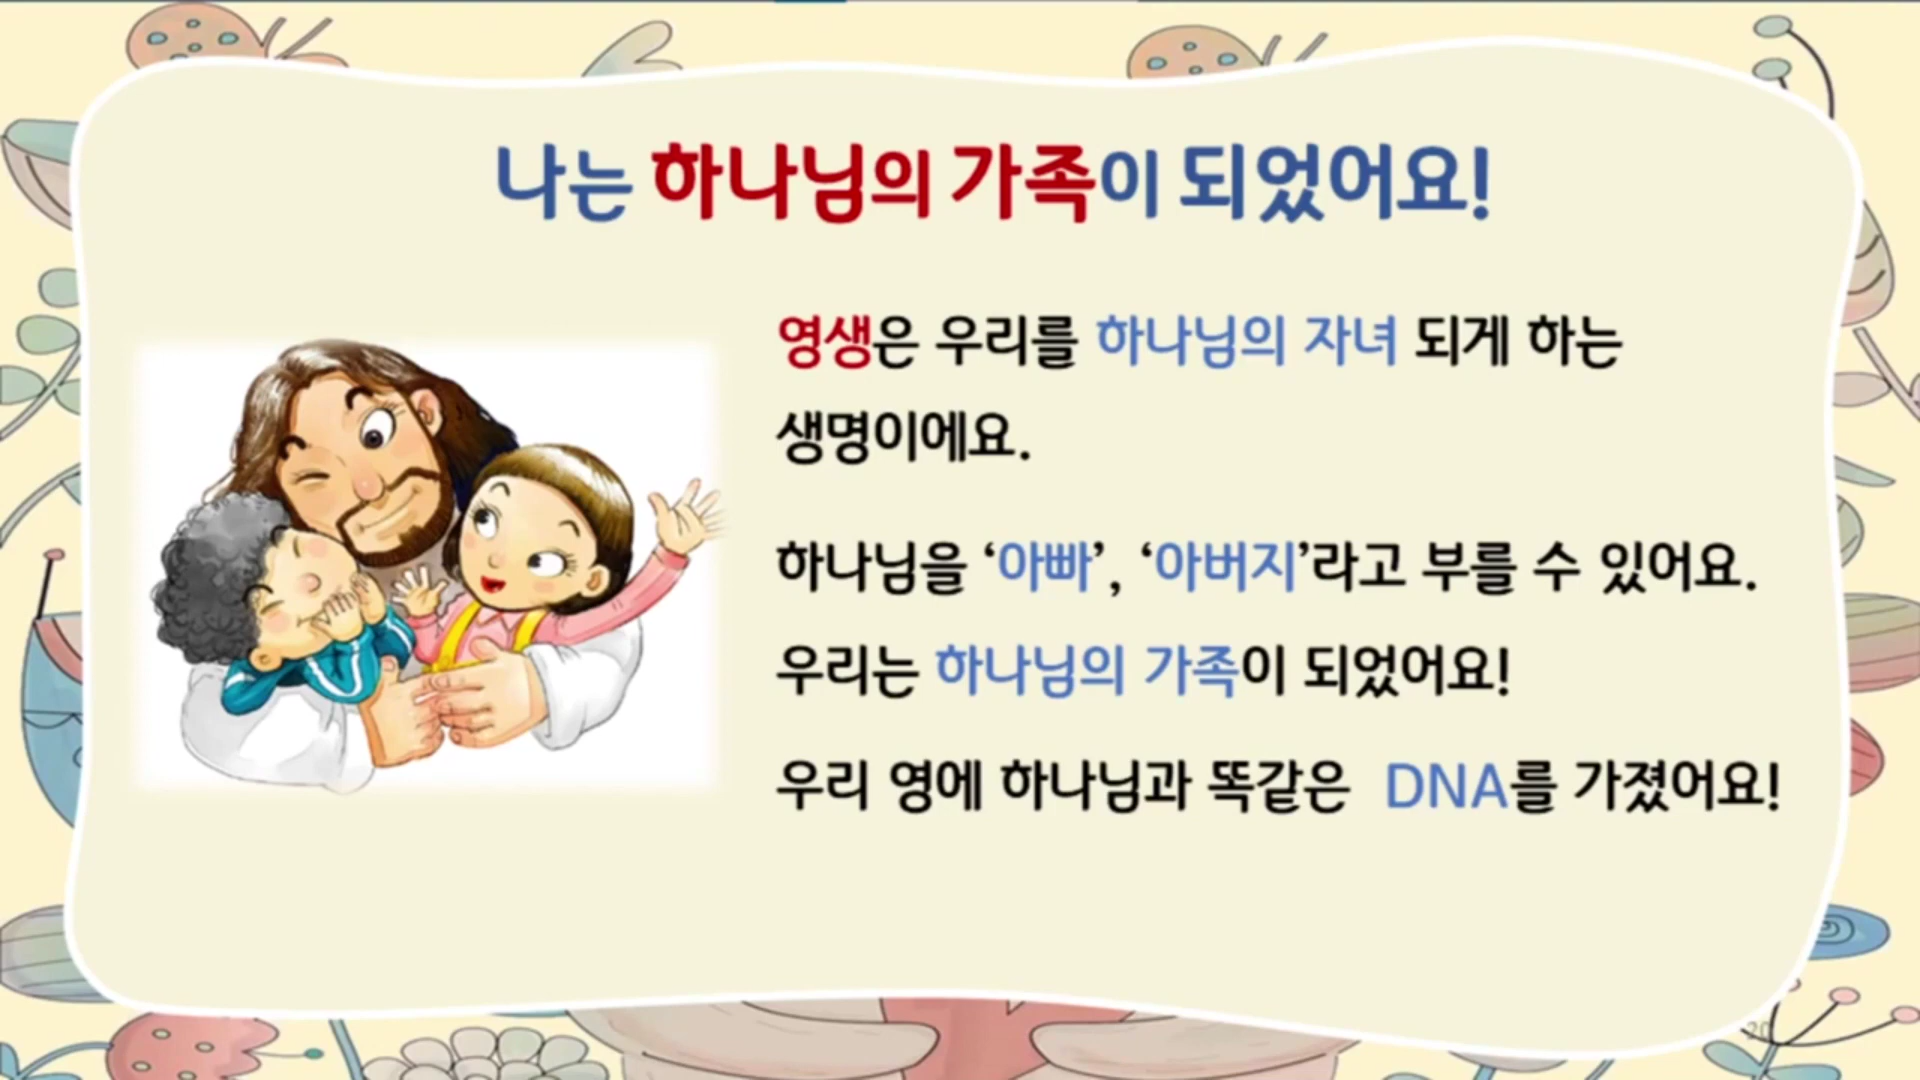 나는 하나님의 가족이 되었어요!
영생은 우리를 하나님의 자녀 되게 하는
생명이에요.
하나님을 ‘아빠’, ‘아버지’라고 부를 수 있어요.
우리는 하나님의 가족이 되었어요!
우리 영에 하나님과 똑같은 DNA를 가졌어요!
20